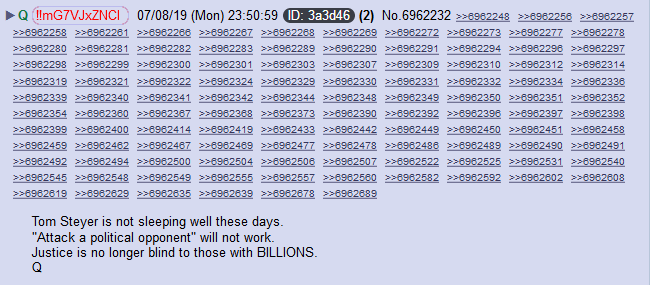 ▶ Q !!mG7VJxZNCI 07/08/19 (Mon) 23:50:59 ID: 3a3d46 (2) No.6962232 >>6962248 >>6962256 >>6962257
>>6962258 >>6962261 >>6962266 >>6962267 >>6962268 >>6962269 >>6962272 >>6962273 >>6962277 >>6962278
>>6962280 >>6962281 >>6962282 >>6962283 >>6962288 >>6962290 >>6962291 >>6962294 >>6962296 >>6962297
>>6962298 >>6962299 >>6962300 >>6962301 >>6962303 >>6962307 >>6962309 >>6962310 >>6962312 >>6962314
>>6962319 >>6962321 >>6962322 >>6962324 >>6962329 >>6962330 >>6962331 >>6962332 >>6962334 >>6962336
>>6962339 >>6962340 >>6962341 >>6962342 >>6962344 >>6962348 >>6962349 >>6962350 >>6962351 >>6962352
>>6962354 >>6962360 >>6962367 >>6962368 >>6962373 >>6962390 >>6962392 >>6962396 >>6962397 >>6962398
>>6962399 >>6962400 >>6962414 >>6962419 >>6962433 >>6962442 >>6962449 >>6962450 >>6962451 >>6962458
>>6962459 >>6962462 >>6962467 >>6962469 >>6962477 >>6962478 >>6962486 >>6962489 >>6962490 >>6962491
>>6962492 >>6962494 >>6962500 >>6962504 >>6962506 >>6962507 >>6962522 >>6962525 >>6962531 >>6962540
>>6962545 >>6962548 >>6962549 >>6962555 >>6962557 >>6962560 >>6962582 >>6962592 >>6962602 >>6962608
>>6962619 >>6962629 >>6962635 >>6962639 >>6962678 >>6962689
Tom Steyer is not sleeping well these days.
"Attack a political opponent" will not work.
Justice is no longer blind to those with BILLIONS.
Q